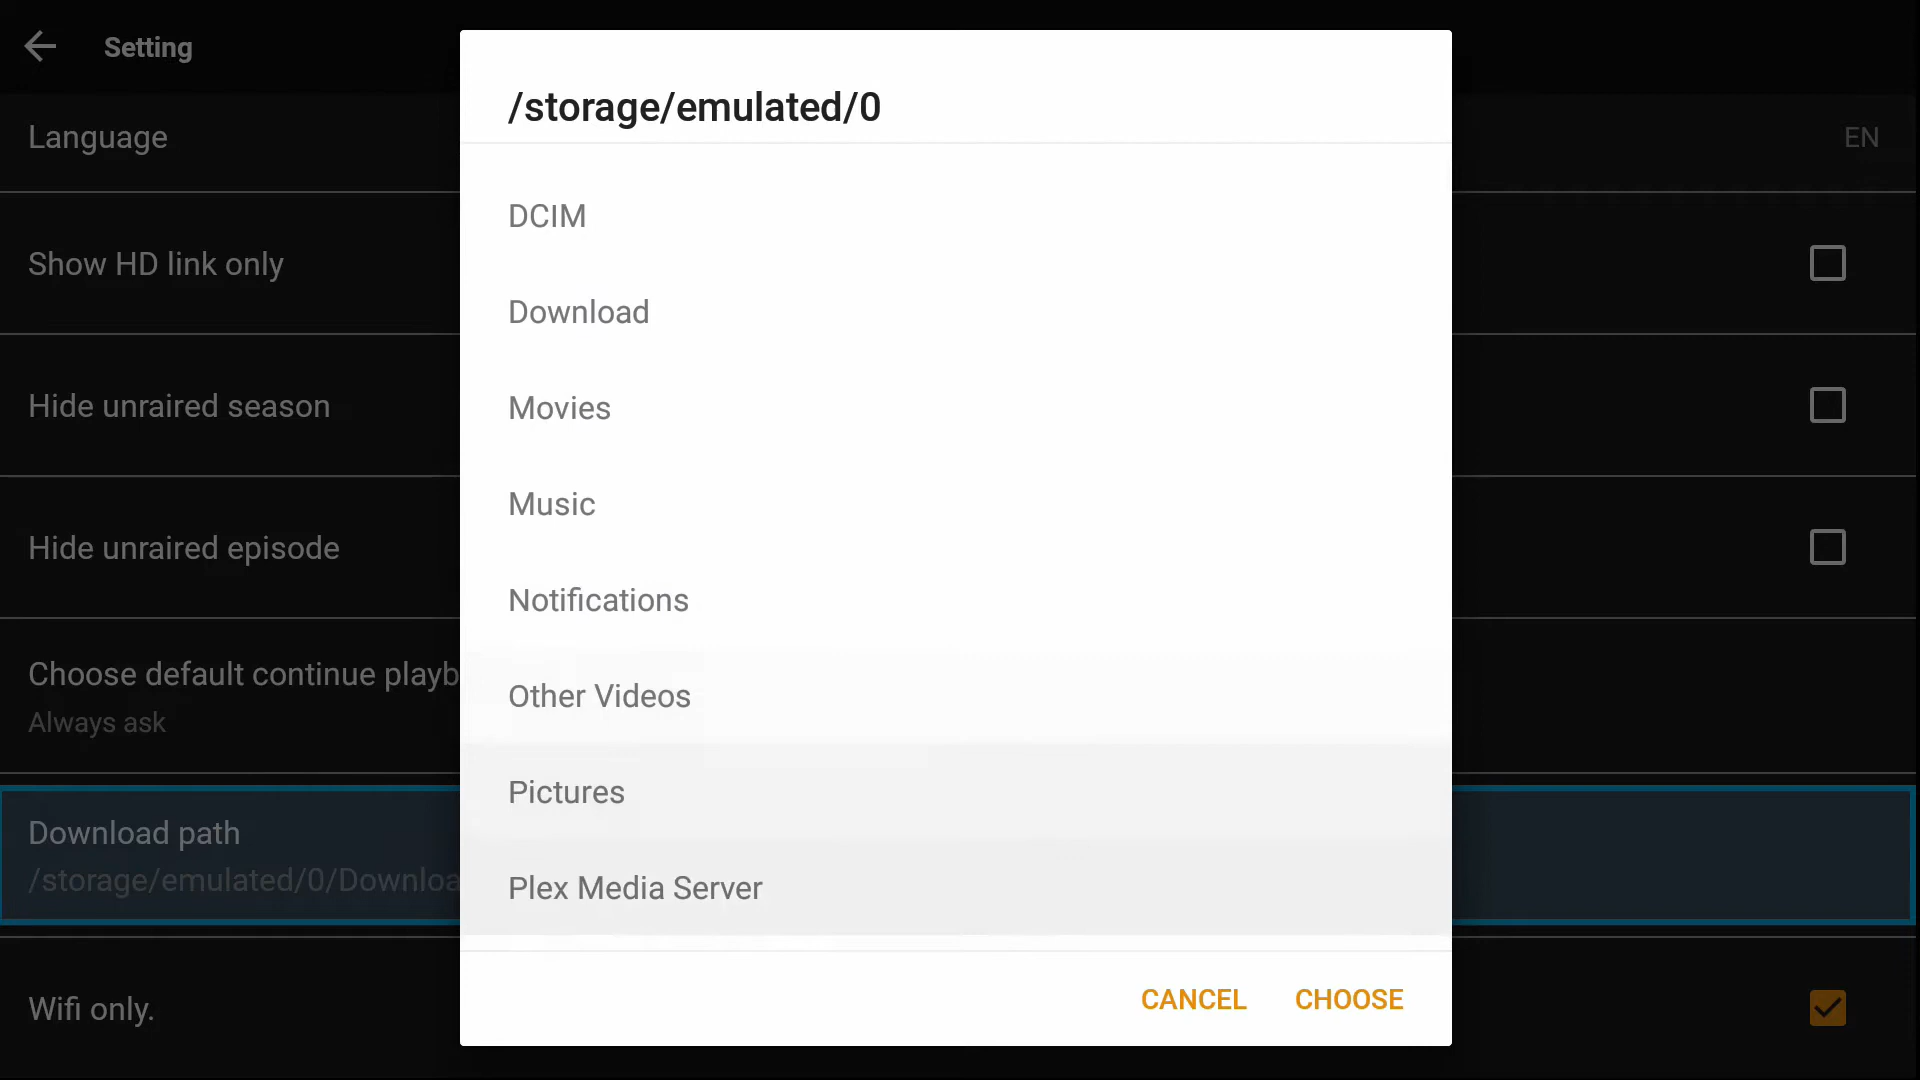 Setting
Language
EN
Show HD link only
Hide unraired season
Hide unraired episode
Choose default continue playb
Always ask
Download path
/storage/emulated/0/Downloa
Wifi only.
/storage/emulated/0
DCIM
Download
Movies
Music
Notifications
Other Videos
Pictures
Plex Media Server
CANCEL
CHOOSE